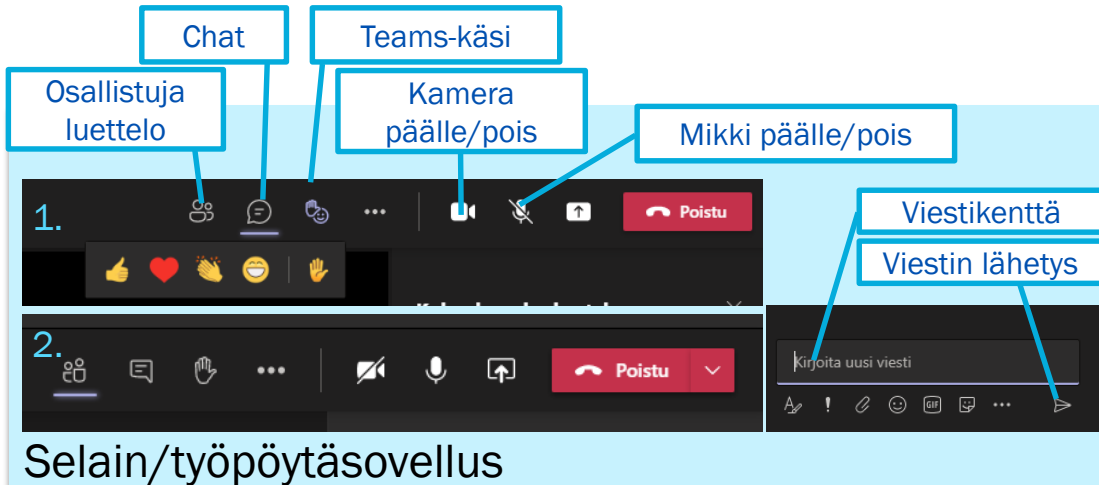 Chat
Teams-käsi
Osallistuja
luettelo
Kamera
päälle/pois
Mikki päälle/pois
1.
Poistu
Viestikenttä
Viestin lähetys
2.
Poistu
Kirjoita uusi viesti
GIF
Selain/työpöytäsovellus